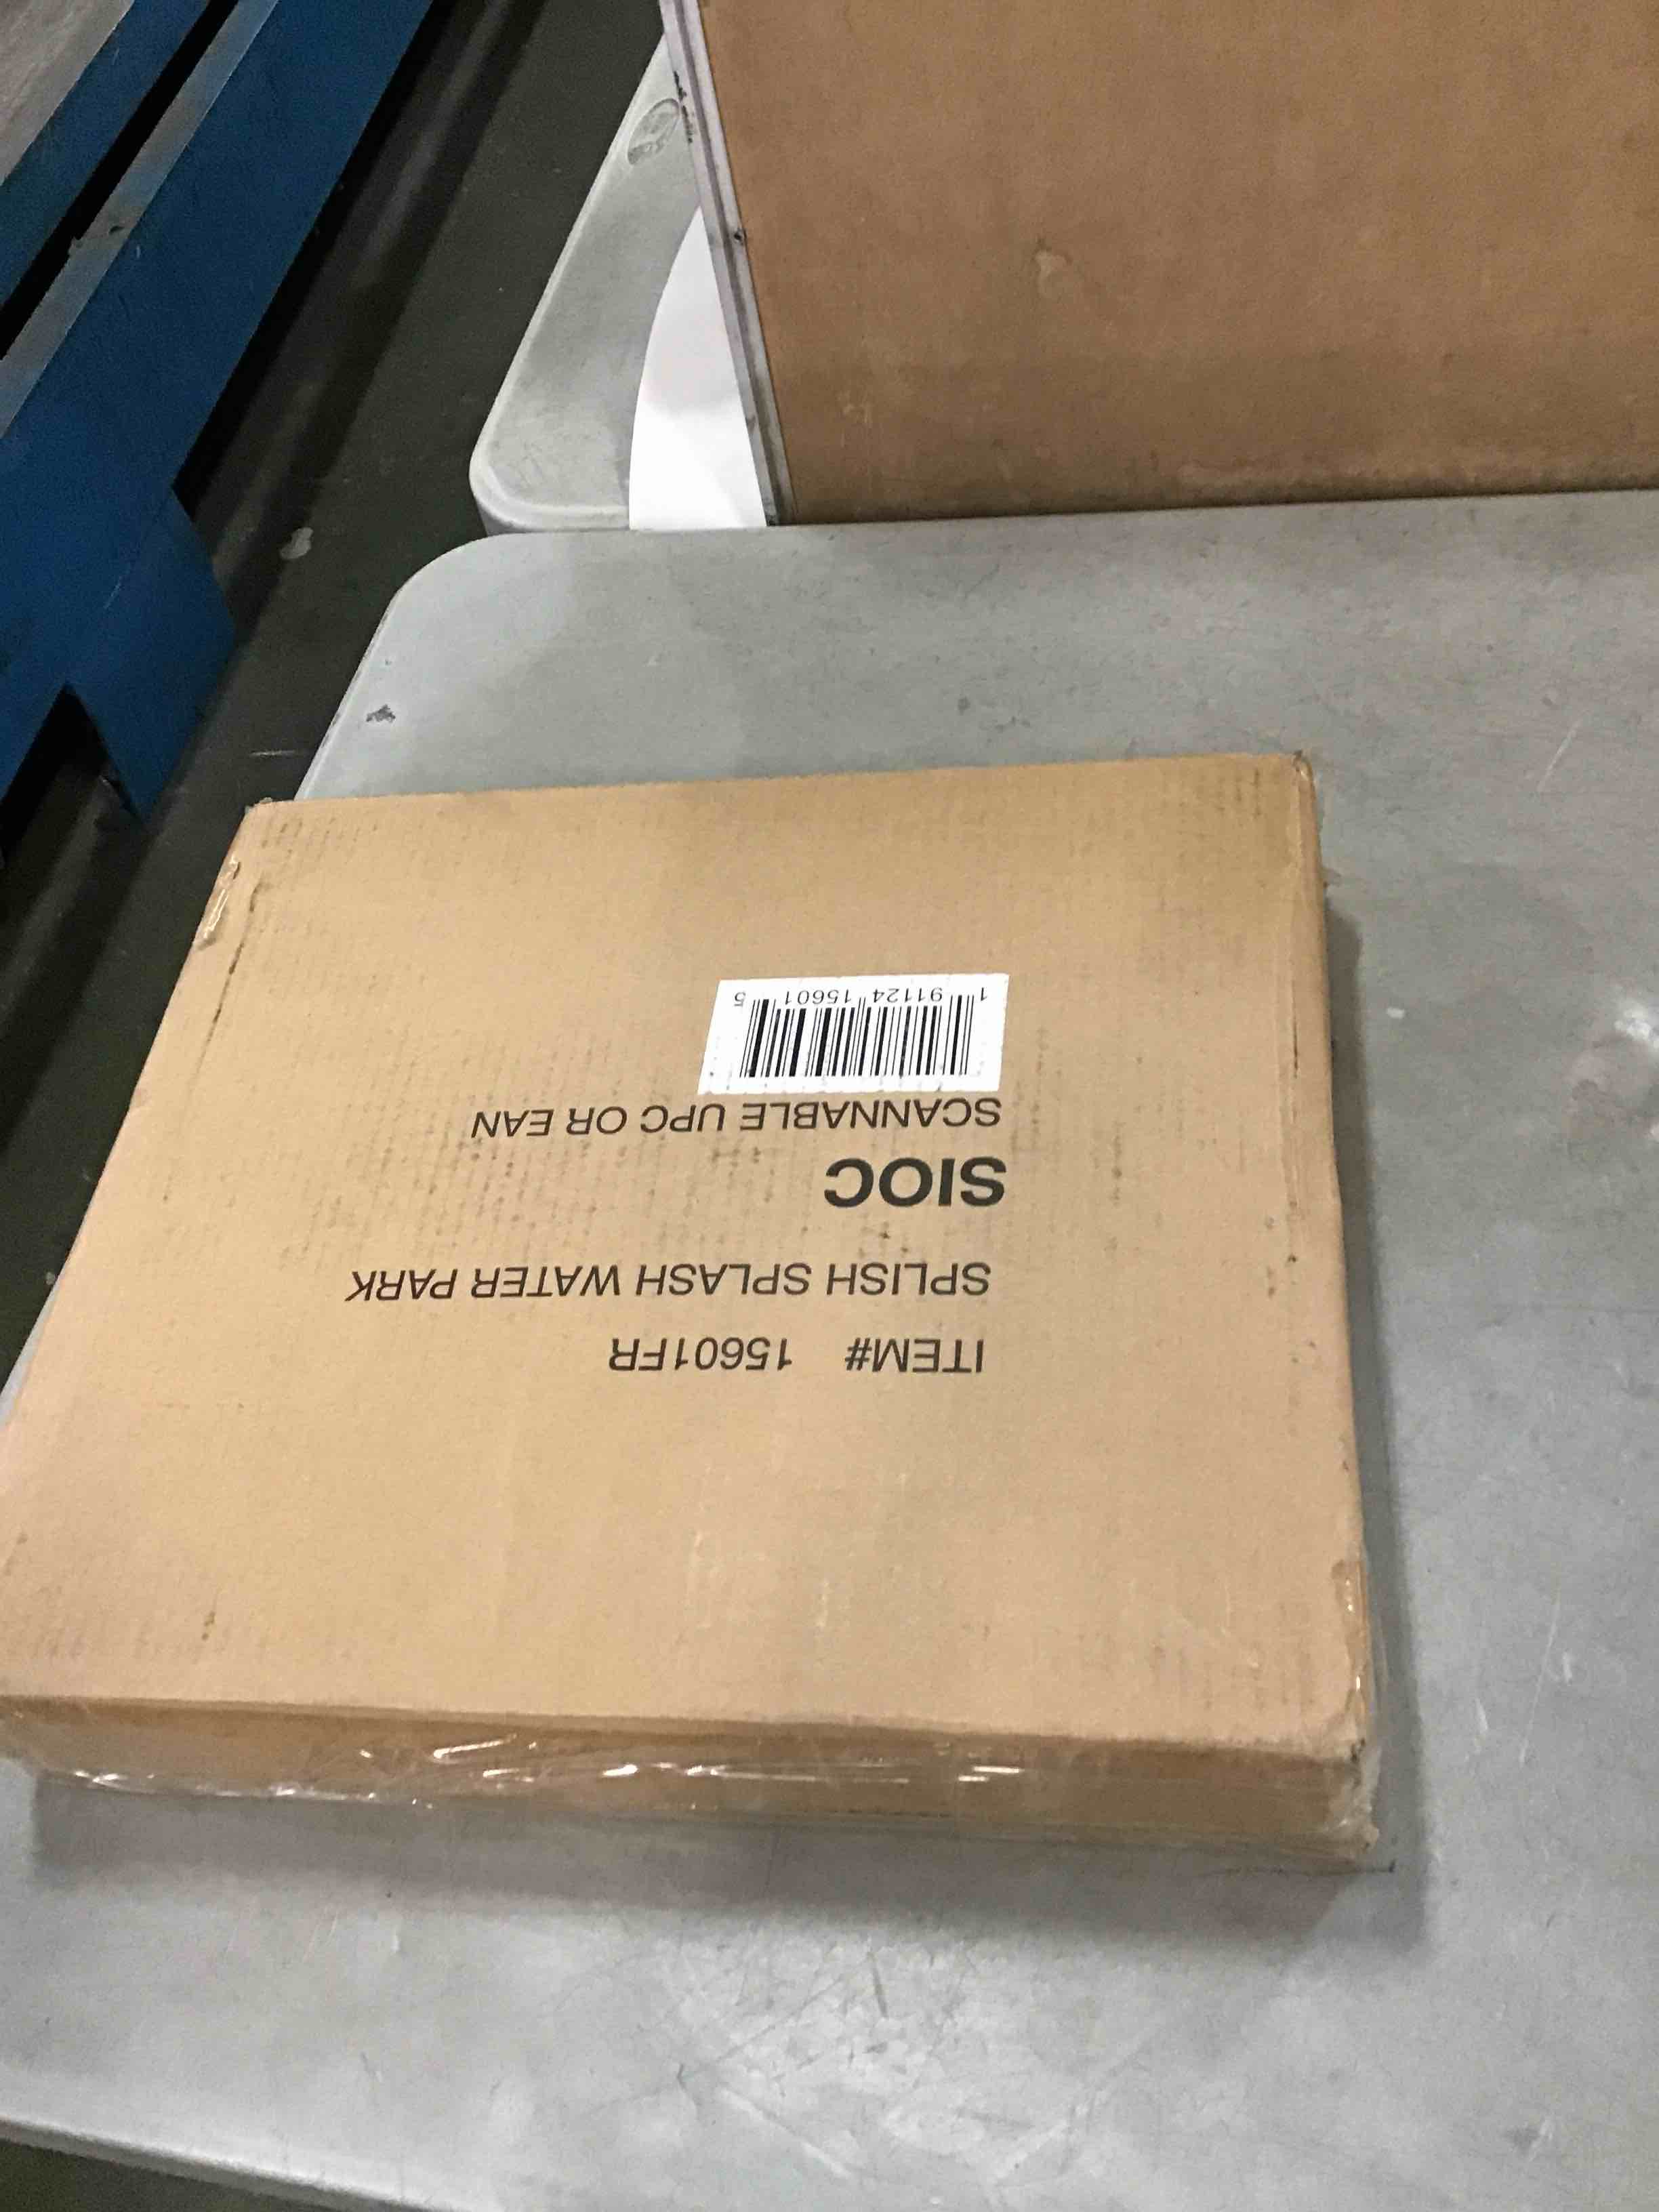 ITEM# 15601FR
SPLISH SPLASH WATER PARK
SIOC
SCANNABLE UPC OR EAN
1 91124 15601 5